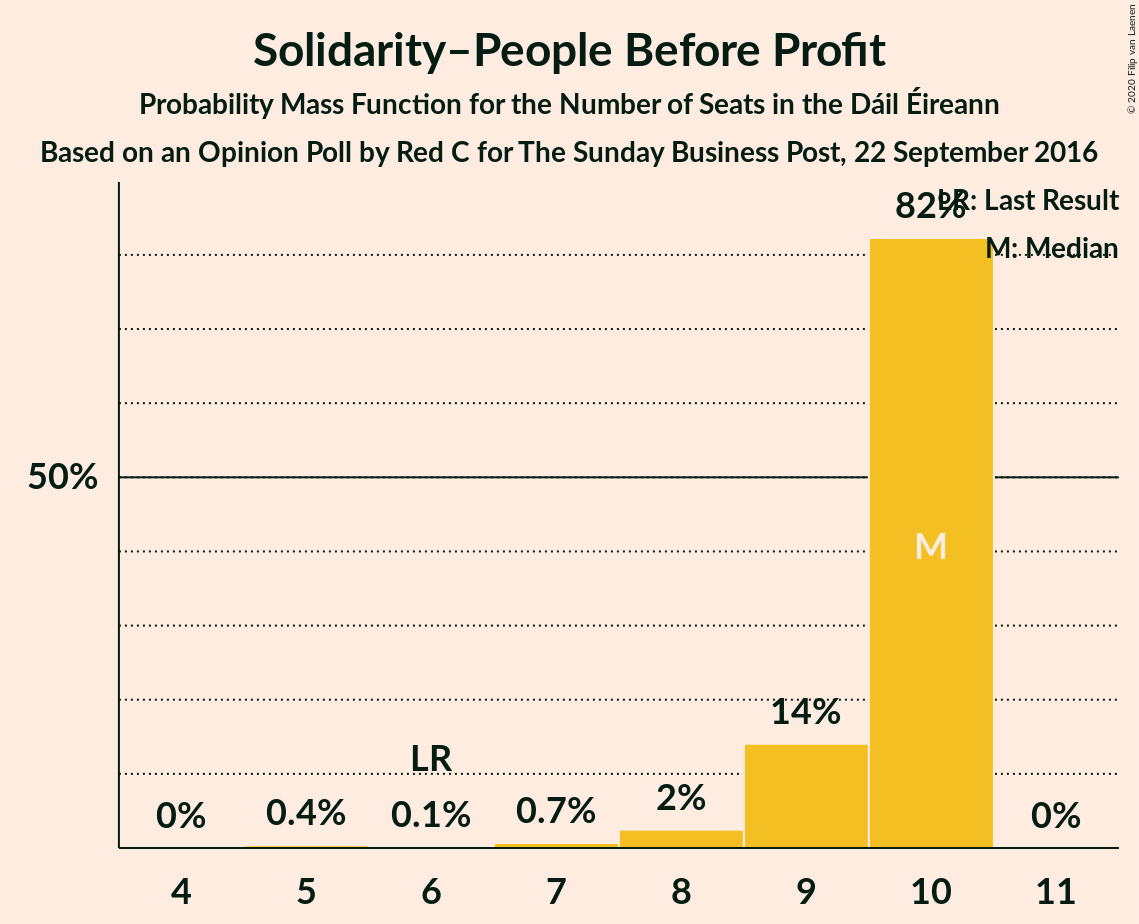 Solidarity–People Before Profit
Probability Mass Function for the Number of Seats in the Dáil Éireann
Based on an Opinion Poll by Red C for The Sunday Business Post, 22 September 2016
© 2020 Filip van Laenen
LR: Last Result
M: Median
82%
50%
M
14%
LR
0% 0.4% 0.1% 0.7% 2% 0%
4 5 6 7 8 9 10 11